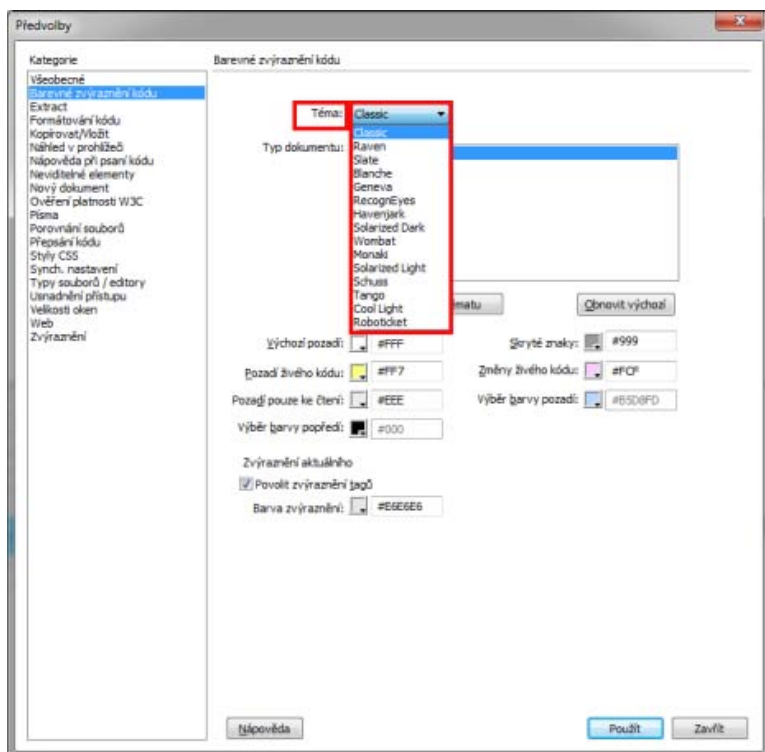 Předvolby
Kategorie
Všeobecné
Barevné zvýraznění kódu
Extract
Formátování kódu
Kopírovat/Vložit
Náhled v prohlížeč
Nápověda při psaní kódu
Neviditelné elementy
Nový dokument
Ověření platnosti W3C
Písma
Porovnání souborů
Přepsání kódu
Styly CSS
Synch. nastavení
Typy souborů / editory
Usnadnění přístupu
Velikosti oken
Web
Zvýraznění
Barevné zvýraznění kódu
Téma: Classic
Classic
Raven
Slate
Blanche
Geneva
RecognEyes
Havenjark
Solarized Dark
Wombat
Monaki
Solarized Light
Schuss
Tango
Cool Light
Roboticket
Typ dokumentu:
ématu
Obnovit výchozí
Výchozí pozadí: #FFF
Skryté znaky: #999
Pozadí živého kódu: #FF7
Změny živého kódu: #FCF
Pozadí pouze ke čtení: #EEE
Výběr barvy pozadí: #B5D8FD
Výběr barvy popředí: #000
Zvýraznění aktuálního
Povolit zvýraznění tagů
Barva zvýraznění: #E6E6E6
Nápověda
Použít
Zavřít